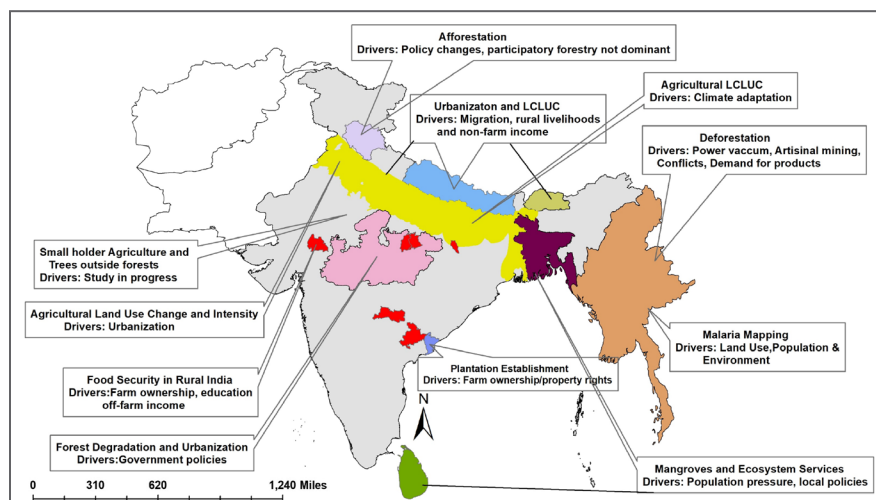 Afforestation
Drivers: Policy changes, participatory forestry not dominant
Agricultural LCLUC
Drivers: Climate adaptation
Urbanizaton and LCLUC
Drivers: Migration, rural livelihoods
and non-farm income
Deforestation
Drivers: Power vaccum, Artisinal mining,
Conflicts, Demand for products
Small holder Agriculture and
Trees outside forests
Drivers: Study in progress
Agricultural Land Use Change and Intensity
Drivers: Urbanization
Malaria Mapping
Drivers: Land Use,Population &
Environment
Food Security in Rural India
Drivers:Farm ownership, education
off-farm income
Plantation Establishment
Drivers: Farm ownership/property rights
N
Forest Degradation and Urbanization
Drivers:Government policies
Mangroves and Ecosystem Services
Drivers: Population pressure, local policies
0 310 620 1,240 Miles